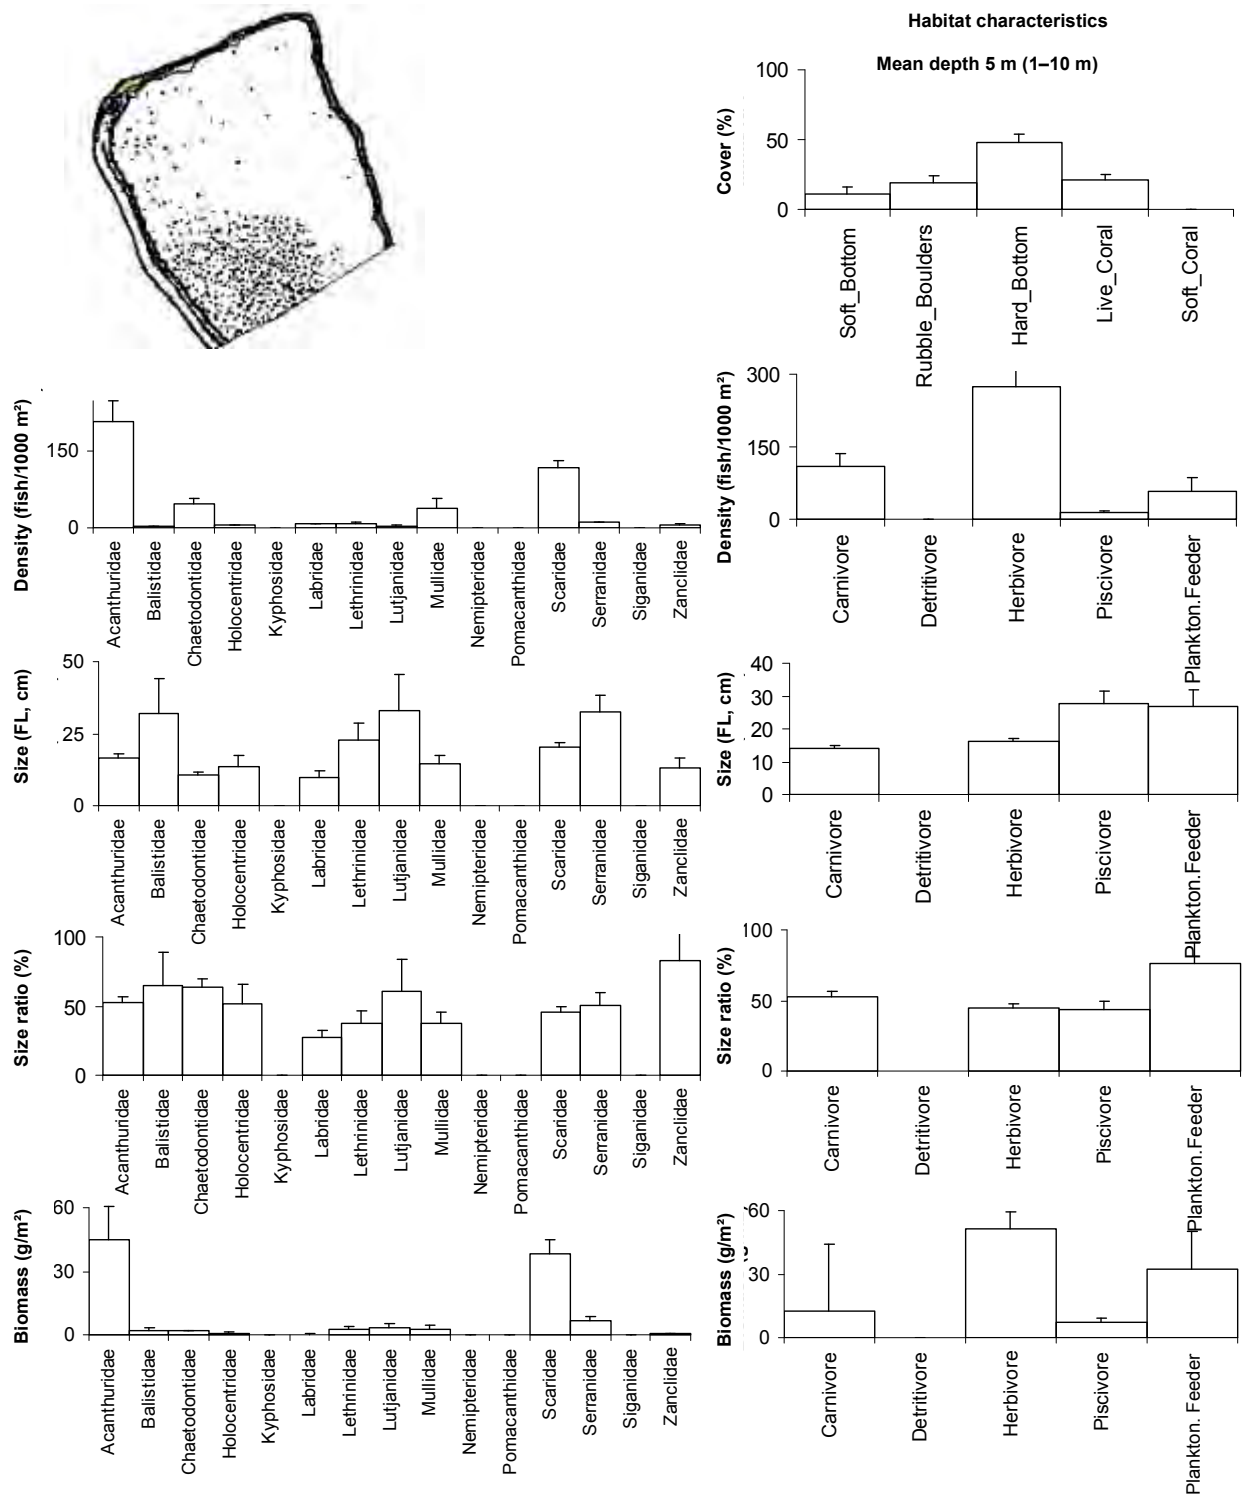 Habitat characteristics
Mean depth 5 m (1–10 m)
Cover (%)
100
50
0
Soft_Bottom
Rubble_Boulders
Hard_Bottom
Live_Coral
Soft_Coral
Density (fish/1000 m²)
150
0
Acanthuridae
Balistidae
Chaetodontidae
Holocentridae
Kyphosidae
Labridae
Lethrinidae
Lutjanidae
Mullidae
Nemipteridae
Pomacanthidae
Scaridae
Serranidae
Siganidae
Zanclidae
Density (fish/1000 m²)
300
150
0
Carnivore
Detritivore
Herbivore
Piscivore
Plankton.Feeder
Size (FL, cm)
50
25
0
Acanthuridae
Balistidae
Chaetodontidae
Holocentridae
Kyphosidae
Labridae
Lethrinidae
Lutjanidae
Mullidae
Nemipteridae
Pomacanthidae
Scaridae
Serranidae
Siganidae
Zanclidae
Size (FL, cm)
40
30
20
10
0
Carnivore
Detritivore
Herbivore
Piscivore
Plankton.Feeder
Size ratio (%)
100
50
0
Acanthuridae
Balistidae
Chaetodontidae
Holocentridae
Kyphosidae
Labridae
Lethrinidae
Lutjanidae
Mullidae
Nemipteridae
Pomacanthidae
Scaridae
Serranidae
Siganidae
Zanclidae
Size ratio (%)
100
50
0
Carnivore
Detritivore
Herbivore
Piscivore
Plankton.Feeder
Biomass (g/m²)
60
30
0
Acanthuridae
Balistidae
Chaetodontidae
Holocentridae
Kyphosidae
Labridae
Lethrinidae
Lutjanidae
Mullidae
Nemipteridae
Pomacanthidae
Scaridae
Serranidae
Siganidae
Zanclidae
Biomass (g/m²)
60
30
0
Carnivore
Detritivore
Herbivore
Piscivore
Plankton. Feeder